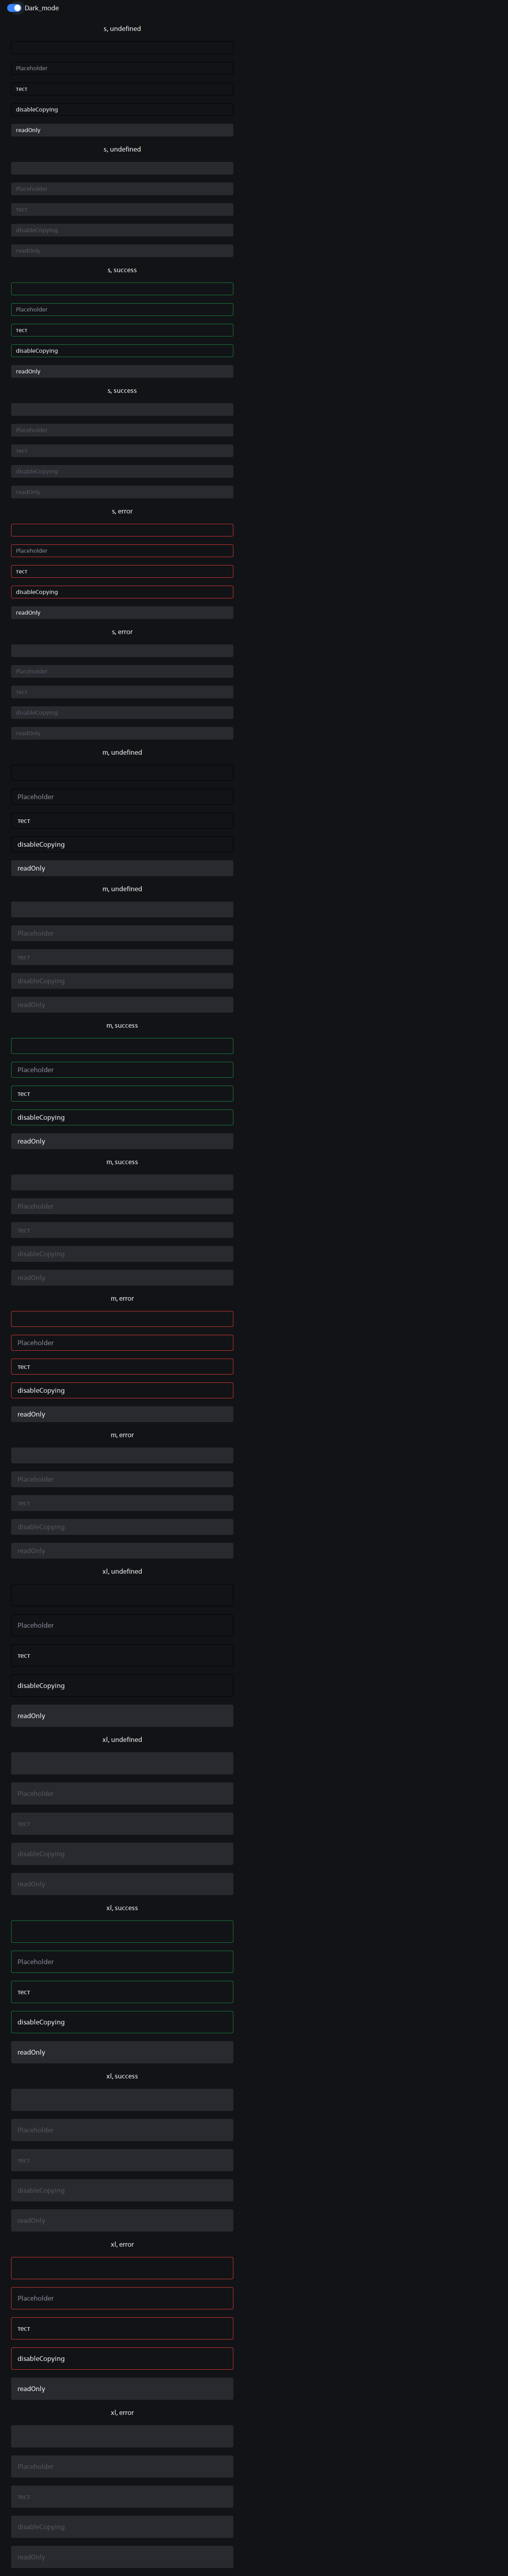 Dark_mode
s, undefined
Placeholder
тест
disableCopying
readOnly
s, undefined
Placeholder
тест
disableCopying
readOnly
s, success
Placeholder
тест
disableCopying
readOnly
s, success
Placeholder
тест
disableCopying
readOnly
s, error
Placeholder
тест
disableCopying
readOnly
s, error
Placeholder
тест
disableCopying
readOnly
m, undefined
Placeholder
тест
disableCopying
readOnly
m, undefined
Placeholder
тест
disableCopying
readOnly
m, success
Placeholder
тест
disableCopying
readOnly
m, success
Placeholder
тест
disableCopying
readOnly
m, error
Placeholder
тест
disableCopying
readOnly
m, error
Placeholder
тест
disableCopying
readOnly
xl, undefined
Placeholder
тест
disableCopying
readOnly
xl, undefined
Placeholder
тест
disableCopying
readOnly
xl, success
Placeholder
тест
disableCopying
readOnly
xl, success
Placeholder
тест
disableCopying
readOnly
xl, error
Placeholder
тест
disableCopying
readOnly
xl, error
Placeholder
тест
disableCopying
readOnly